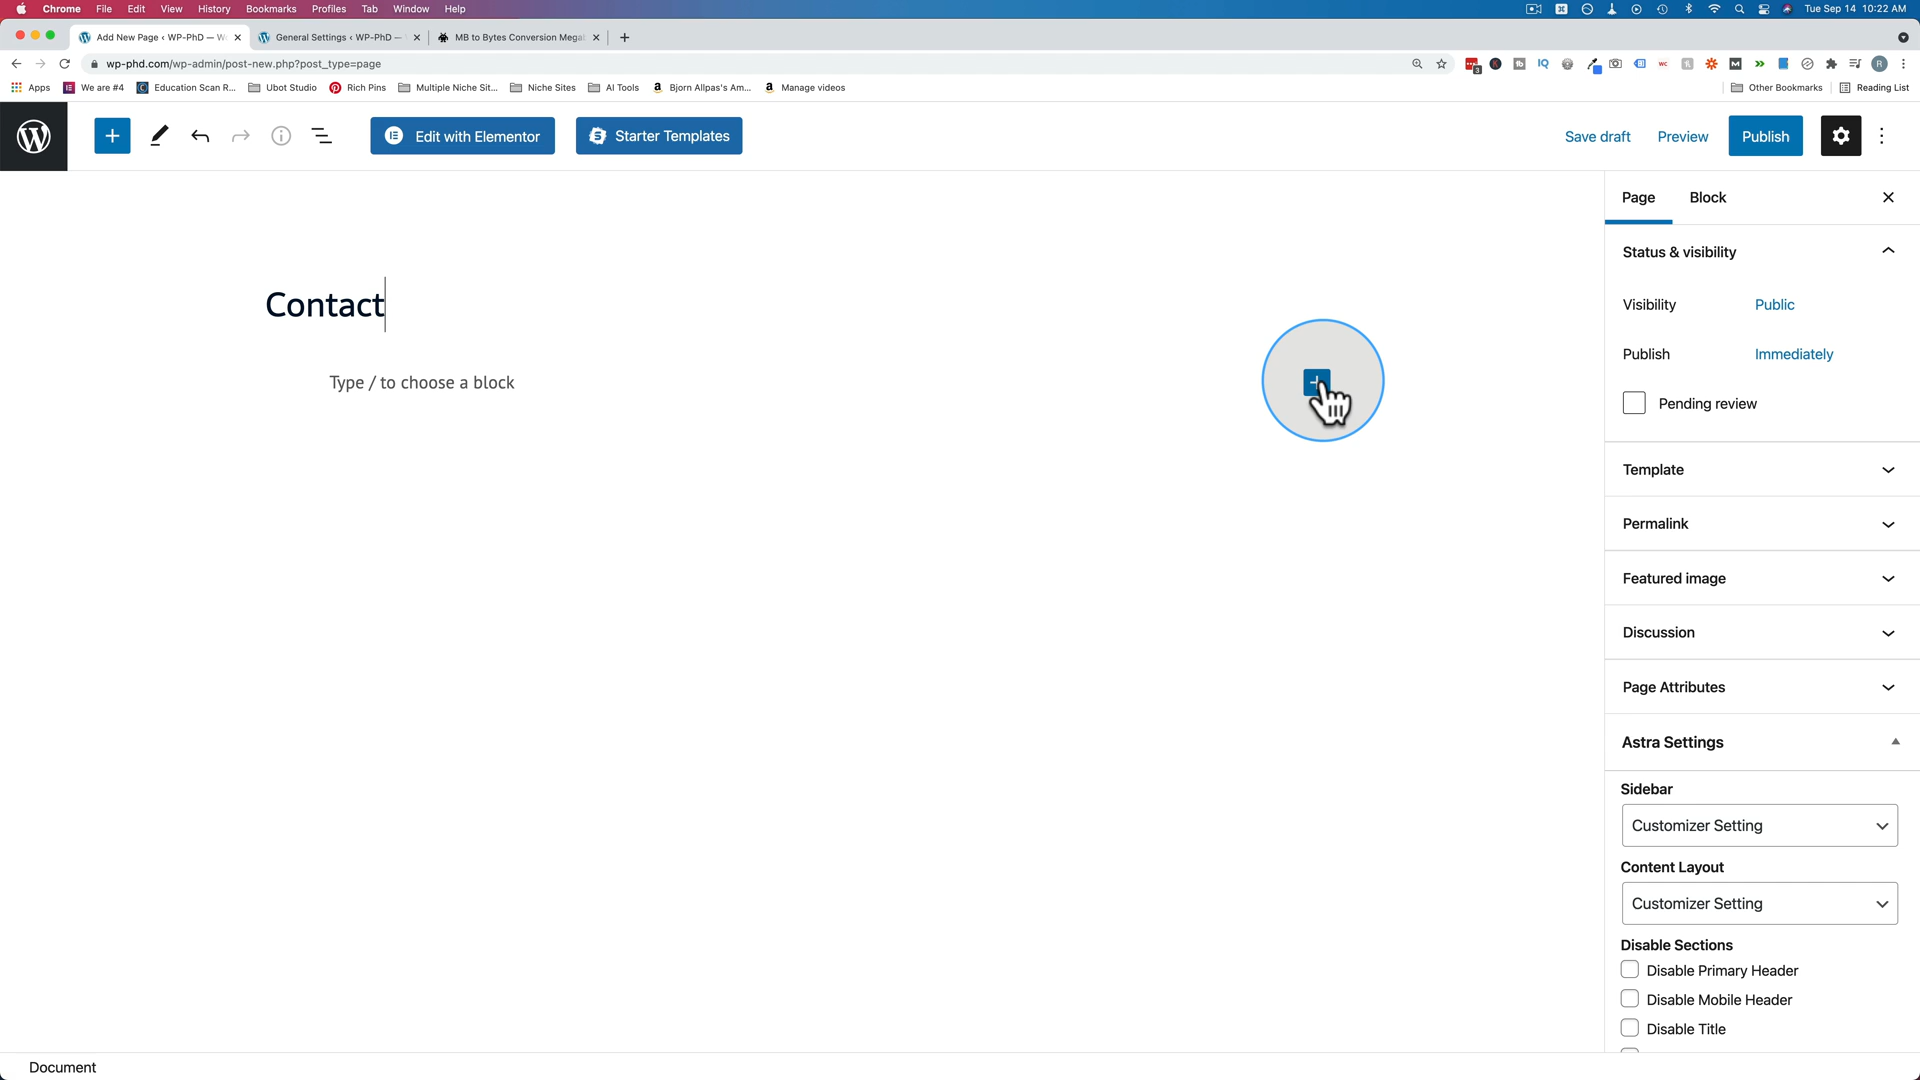 Chrome File Edit View History Bookmarks Profiles Tab Window Help Tue Sep 14 10:22 AM
Add New Page ‹ WP-PhD — W General Settings ‹ WP-PhD — MB to Bytes Conversion Mega
wp-phd.com/wp-admin/post-new.php?post_type=page
Apps We are #4 Education Scan R... Ubot Studio Rich Pins Multiple Niche Sit... Niche Sites AI Tools Bjorn Allpas's Am... Manage videos Other Bookmarks Reading List
Edit with Elementor Starter Templates Save draft Preview Publish
Page Block
Status & visibility
Contact
Visibility Public
Publish Immediately
Type / to choose a block
Pending review
Template
Permalink
Featured image
Discussion
Page Attributes
Astra Settings
Sidebar
Customizer Setting
Content Layout
Customizer Setting
Disable Sections
Disable Primary Header
Disable Mobile Header
Disable Title
Document